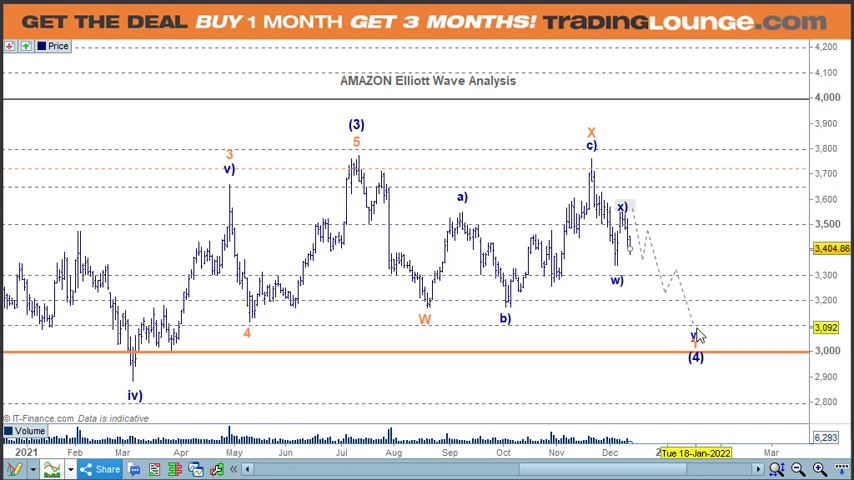 GET THE DEAL BUY 1 MONTH GET 3 MONTHS! TRADINGLOUNGE.com
Price
AMAZON Elliott Wave Analysis
4,200
4,100
4,000
3,800
3,700
3,600
3,500
3,404.86
3,300
3,200
3,092
3,000
2,900
2,800
(3)
5
3
v)
X
c)
a)
x)
w)
4
W
b)
iv)
(4)
© IT-Finance.com Data is indicative
Volume
6,293
2021 Feb Mar Apr May Jun Jul Aug Sep Oct Nov Dec Tue 18-Jan-2022 Mar
Share